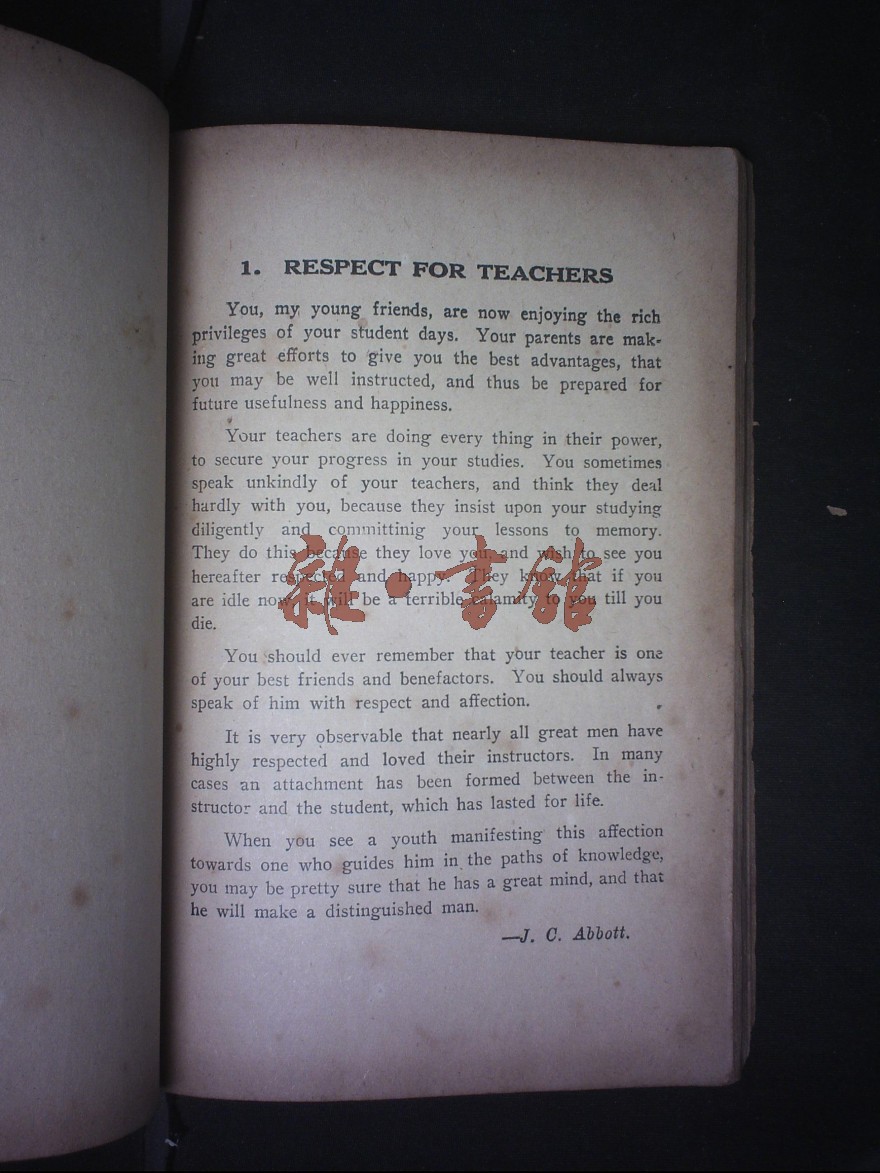 1. RESPECT FOR TEACHERS
You, my young friends, are now enjoying the rich
privileges of your student days. Your parents are mak-
ing great efforts to give you the best advantages, that
you may be well instructed, and thus be prepared for
future usefulness and happiness.
Your teachers are doing every thing in their power,
to secure your progress in your studies. You sometimes
speak unkindly of your teachers, and think they deal
hardly with you, because they insist upon your studying
diligently and committinig your lessons to memory.
They do this because they love you and wish to see you
hereafter respected and happy. They know that if you
are idle now, it will be a terrible calamity to you till you
die.
雜·書館
You should ever remember that your teacher is one
of your best friends and benefactors. You should always
speak of him with respect and affection.
It is very observable that nearly all great men have
highly respected and loved their instructors. In many
cases an attachment has been formed between the in-
structor and the student, which has lasted for life.
When you see a youth manifesting this affection
towards one who guides him in the paths of knowledge,
you may be pretty sure that he has a great mind, and that
he will make a distinguished man.
—J. C. Abbott.